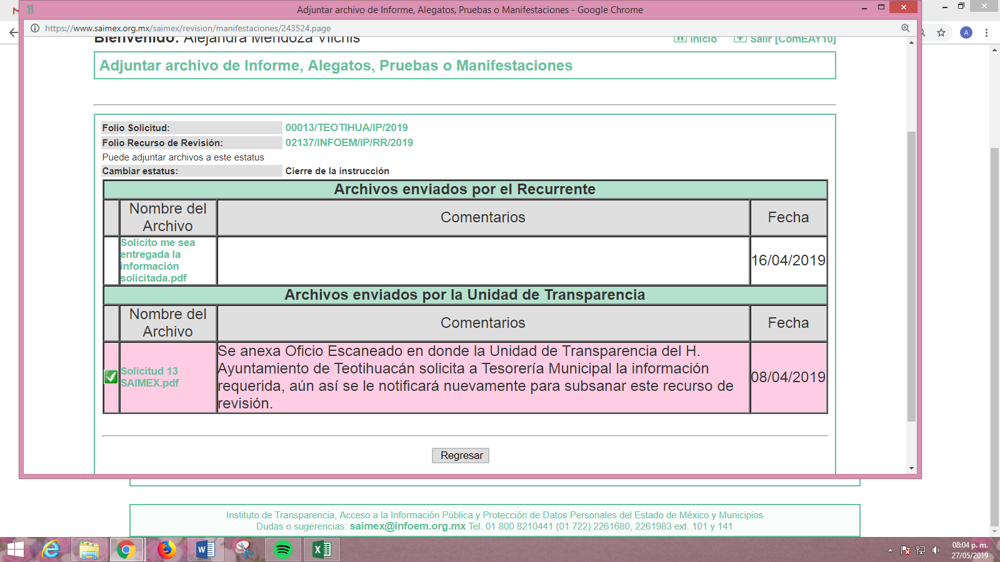 Adjuntar archivo de Informe, Alegatos, Pruebas o Manifestaciones - Google Chrome
https://www.saimex.org.mx/saimex/revision/manifestaciones/243524.page
Bienvenido: Alejandra Mendoza Vilchis Inicio Salir [ComEAY10]
Adjuntar archivo de Informe, Alegatos, Pruebas o Manifestaciones
Folio Solicitud: 00013/TEOTIHUA/IP/2019
Folio Recurso de Revisión: 02137/INFOEM/IP/RR/2019
Puede adjuntar archivos a este estatus
Cambiar estatus: Cierre de la instrucción
Archivos enviados por el Recurrente
Nombre del
Archivo
Comentarios
Fecha
Solicito me sea
entregada la
información
solicitada.pdf
16/04/2019
Archivos enviados por la Unidad de Transparencia
Nombre del
Archivo
Comentarios
Fecha
Solicitud 13
SAIMEX.pdf
Se anexa Oficio Escaneado en donde la Unidad de Transparencia del H.
Ayuntamiento de Teotihuacán solicita a Tesorería Municipal la información
requerida, aún así se le notificará nuevamente para subsanar este recurso de
revisión.
08/04/2019
Regresar
Instituto de Transparencia, Acceso a la Información Pública y Protección de Datos Personales del Estado de México y Municipios
Dudas o sugerencias: saimex@infoem.org.mx Tel. 01 800 8210441 (01 722) 2261680, 2261983 ext. 101 y 141
A
08:04 p. m.
27/05/2019